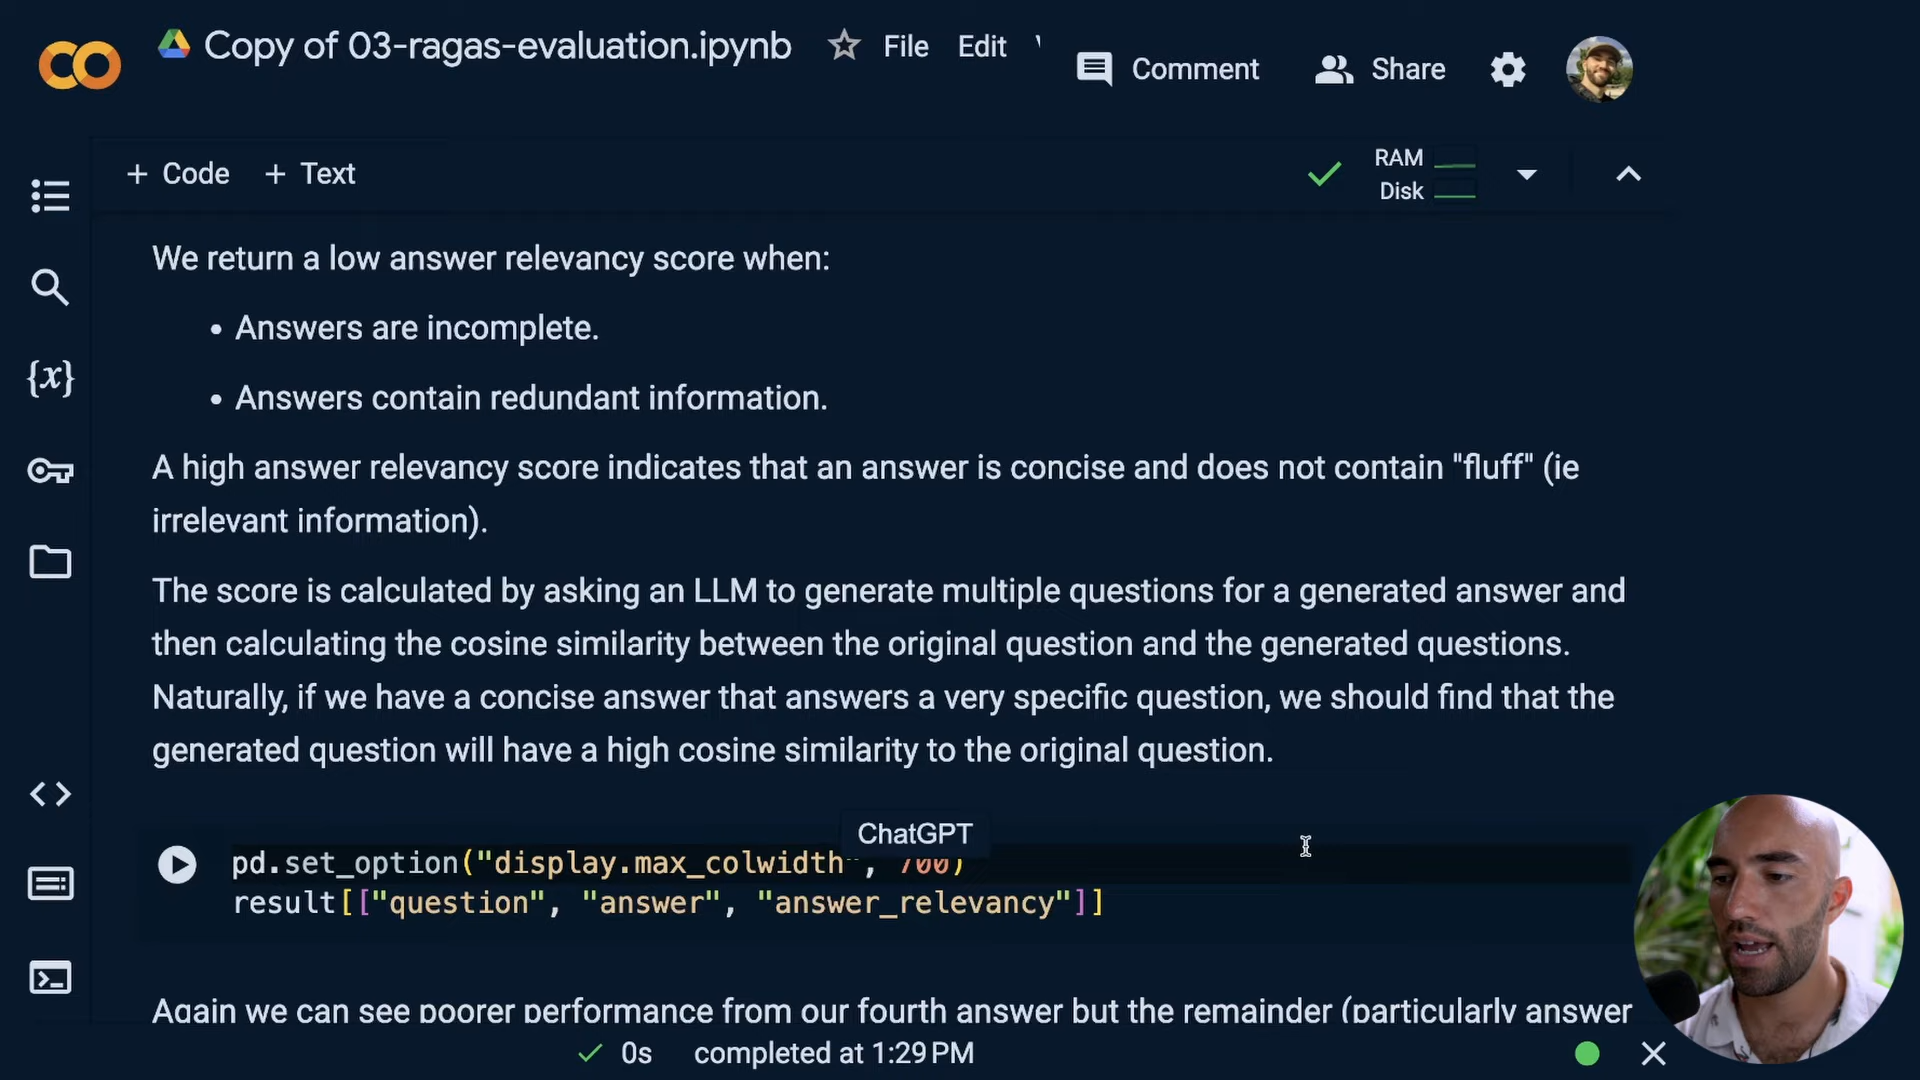 Copy of 03-ragas-evaluation.ipynb
File Edit
Comment Share
+ Code + Text
RAM
Disk
We return a low answer relevancy score when:
• Answers are incomplete.
• Answers contain redundant information.
A high answer relevancy score indicates that an answer is concise and does not contain "fluff" (ie
irrelevant information).
The score is calculated by asking an LLM to generate multiple questions for a generated answer and
then calculating the cosine similarity between the original question and the generated questions.
Naturally, if we have a concise answer that answers a very specific question, we should find that the
generated question will have a high cosine similarity to the original question.
ChatGPT
pd.set_option("display.max_colwidth", 700)
result[["question", "answer", "answer_relevancy"]]
Again we can see poorer performance from our fourth answer but the remainder (particularly answer
0s completed at 1:29 PM